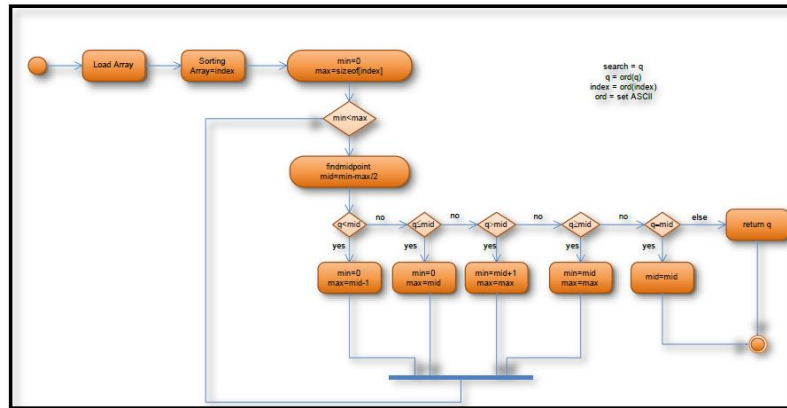 Load Array
Sorting
Array=index
min=0
max=sizeof[index]
search = q
q = ord(q)
index = ord(index)
ord = set ASCII
min<max
findmidpoint
mid=min-max/2
q<mid
no
q≤mid
no
q>mid
no
q≥mid
no
q=mid
else
return q
yes
yes
yes
yes
yes
min=0
max=mid-1
min=0
max=mid
min=mid+1
max=max
min=mid
max=max
mid=mid